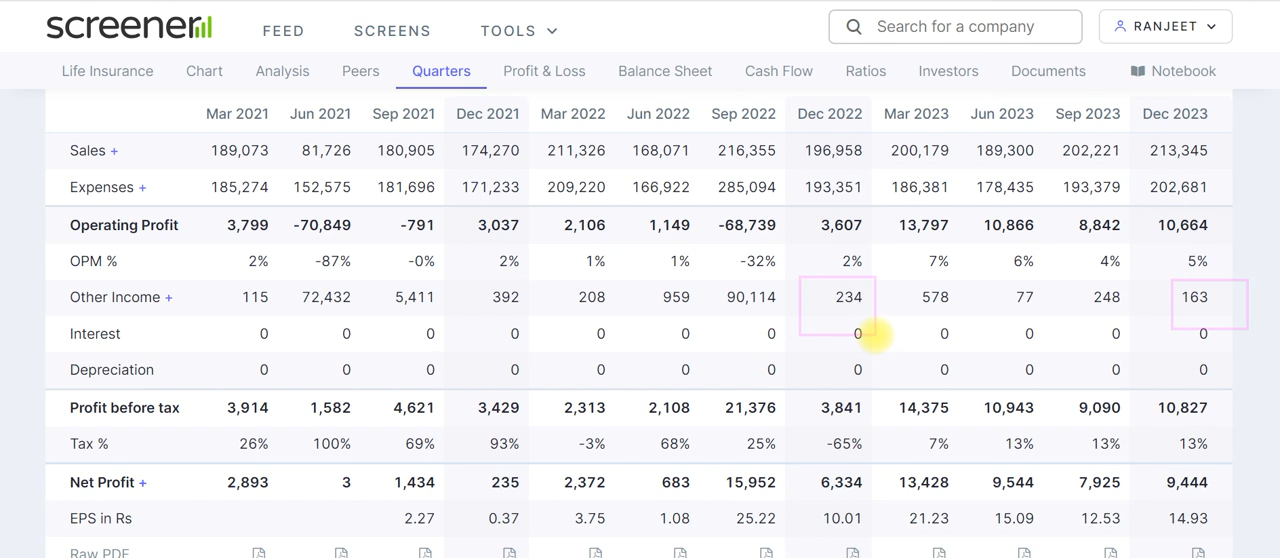 screener
FEED SCREENS TOOLS
Search for a company
RANJEET
Life Insurance Chart Analysis Peers Quarters Profit & Loss Balance Sheet Cash Flow Ratios Investors Documents Notebook
Mar 2021 Jun 2021 Sep 2021 Dec 2021 Mar 2022 Jun 2022 Sep 2022 Dec 2022 Mar 2023 Jun 2023 Sep 2023 Dec 2023
Sales + 189,073 81,726 180,905 174,270 211,326 168,071 216,355 196,958 200,179 189,300 202,221 213,345
Expenses + 185,274 152,575 181,696 171,233 209,220 166,922 285,094 193,351 186,381 178,435 193,379 202,681
Operating Profit 3,799 -70,849 -791 3,037 2,106 1,149 -68,739 3,607 13,797 10,866 8,842 10,664
OPM % 2% -87% -0% 2% 1% 1% -32% 2% 7% 6% 4% 5%
Other Income + 115 72,432 5,411 392 208 959 90,114 234 578 77 248 163
Interest 0 0 0 0 0 0 0 0 0 0 0 0
Depreciation 0 0 0 0 0 0 0 0 0 0 0 0
Profit before tax 3,914 1,582 4,621 3,429 2,313 2,108 21,376 3,841 14,375 10,943 9,090 10,827
Tax % 26% 100% 69% 93% -3% 68% 25% -65% 7% 13% 13% 13%
Net Profit + 2,893 3 1,434 235 2,372 683 15,952 6,334 13,428 9,544 7,925 9,444
EPS in Rs 2.27 0.37 3.75 1.08 25.22 10.01 21.23 15.09 12.53 14.93
Raw PDF